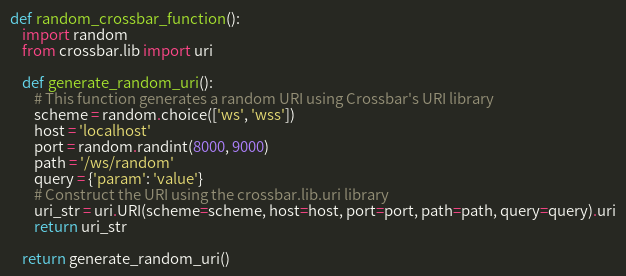 def random_crossbar_function():
    import random
    from crossbar.lib import uri

    def generate_random_uri():
        # This function generates a random URI using Crossbar's URI library
        scheme = random.choice(['ws', 'wss'])
        host = 'localhost'
        port = random.randint(8000, 9000)
        path = '/ws/random'
        query = {'param': 'value'}
        # Construct the URI using the crossbar.lib.uri library
        uri_str = uri.URI(scheme=scheme, host=host, port=port, path=path, query=query).uri
        return uri_str

    return generate_random_uri()